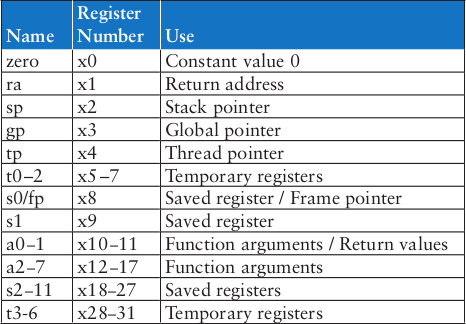 Name Register Number Use
zero x0 Constant value 0
ra x1 Return address
sp x2 Stack pointer
gp x3 Global pointer
tp x4 Thread pointer
t0–2 x5–7 Temporary registers
s0/fp x8 Saved register / Frame pointer
s1 x9 Saved register
a0–1 x10–11 Function arguments / Return values
a2–7 x12–17 Function arguments
s2–11 x18–27 Saved registers
t3-6 x28–31 Temporary registers